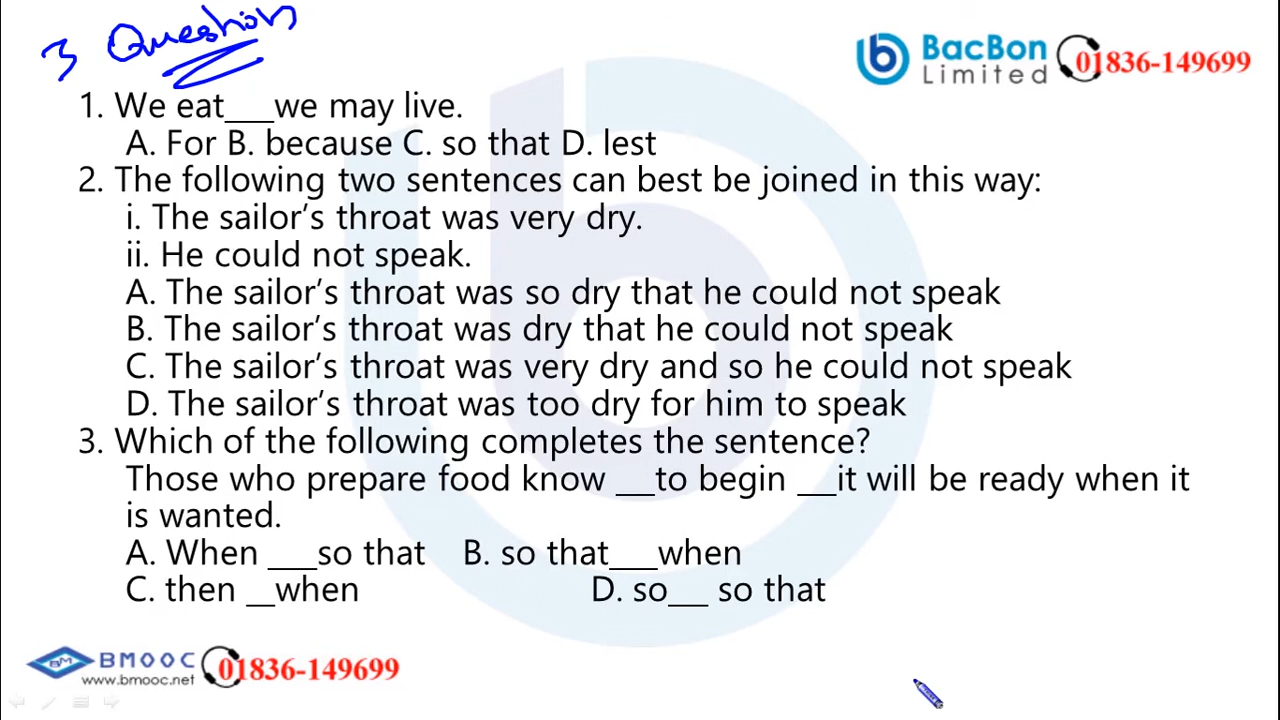 3 Question
BacBon Limited 01836-149699
1. We eat___we may live.
A. For B. because C. so that D. lest
2. The following two sentences can best be joined in this way:
i. The sailor’s throat was very dry.
ii. He could not speak.
A. The sailor’s throat was so dry that he could not speak
B. The sailor’s throat was dry that he could not speak
C. The sailor’s throat was very dry and so he could not speak
D. The sailor’s throat was too dry for him to speak
3. Which of the following completes the sentence?
Those who prepare food know __to begin __it will be ready when it
is wanted.
A. When ___so that B. so that___when
C. then __when D. so___ so that
BM BMOOC 01836-149699
www.bmooc.net